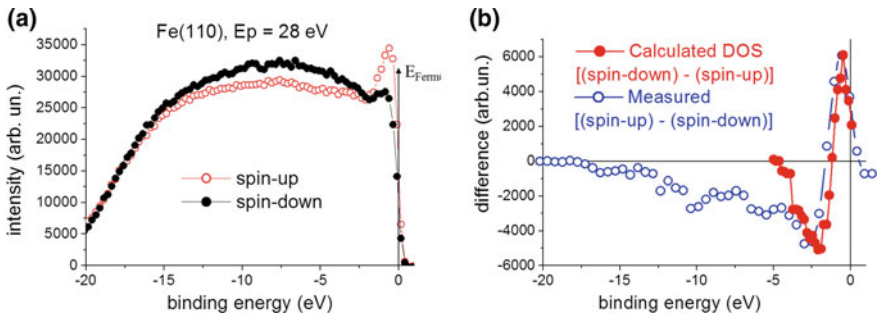 (a)
Fe(110), Ep = 28 eV
E_Fermi
35000
30000
25000
20000
15000
10000
5000
0
intensity (arb. un.)
spin-up
spin-down
-20 -15 -10 -5 0
binding energy (eV)
(b)
6000
4000
2000
0
-2000
-4000
-6000
difference (arb.un.)
Calculated DOS
[(spin-down) - (spin-up)]
Measured
[(spin-up) - (spin-down)]
-20 -15 -10 -5 0
binding energy (eV)